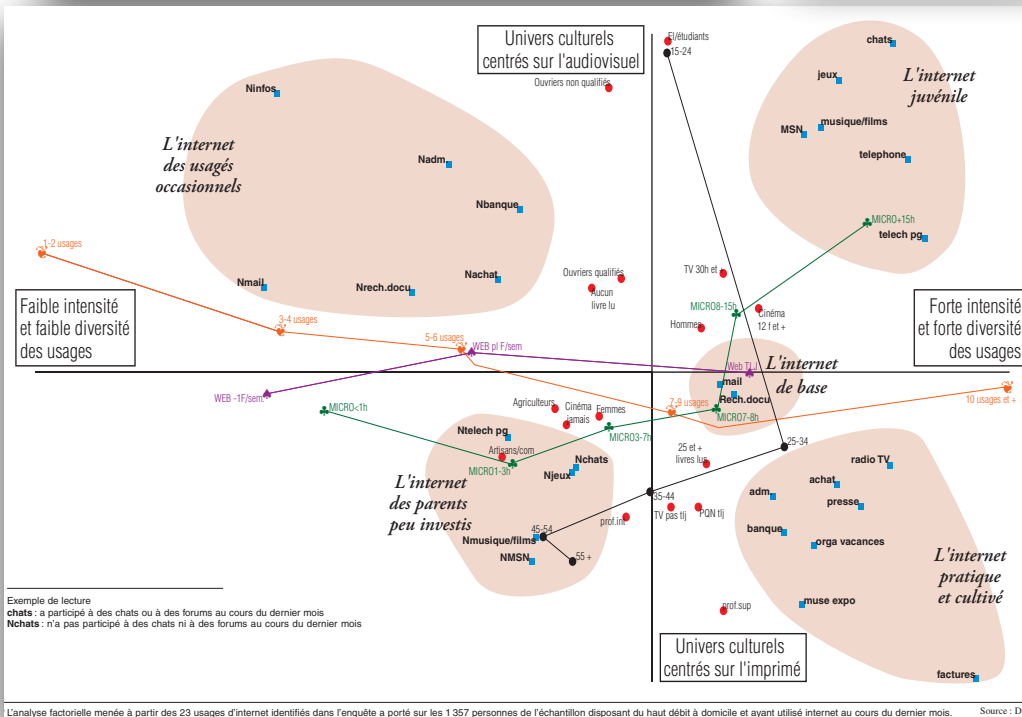 Univers culturels
centrés sur l'audiovisuel
El/étudiants
15-24
Ouvriers non qualifiés
chats
L'internet
juvénile
jeux
musique/films
MSN
telephone
MICRO+15h
telech pg
Ninfos
L'internet
des usagés
occasionnels
Nadm.
Nbanque
Nachat
Nmail
Nrech.docu
1-2 usages
3-4 usages
5-6 usages
WEB pl F/sem
WEB -1F/sem.
Faible intensité
et faible diversité
des usages
Ouvriers qualifiés
Aucun
livre lu
TV 30h et +
MICRO8-15h
Cinéma
12 f et +
Hommes
Forte intensité
et forte diversité
des usages
L'internet
de base
Web TLJ
mail
Rech.docu
MICRO7-8h
7-9 usages
10 usages et +
MICRO<1h
Agriculteurs
Cinéma
jamais
Femmes
MICRO3-7h
Ntelech pg
Artisans/com
MICRO1-3h
Nchats
Njeux
L'internet
des parents
peu investis
45-54
Nmusique/films
NMSN
55 +
25 et +
livres lus
25-34
35-44
prof.int
TV pas tlj
PQN tlj
prof.sup
radio TV
achat
adm.
presse
banque
orga vacances
L'internet
pratique
et cultivé
muse expo
factures
Univers culturels
centrés sur l'imprimé
Exemple de lecture
chats : a participé à des chats ou à des forums au cours du dernier mois
Nchats : n'a pas participé à des chats ni à des forums au cours du dernier mois
L'analyse factorielle menée à partir des 23 usages d'internet identifiés dans l'enquête a porté sur les 1 357 personnes de l'échantillon disposant du haut débit à domicile et ayant utilisé internet au cours du dernier mois.
Source : D